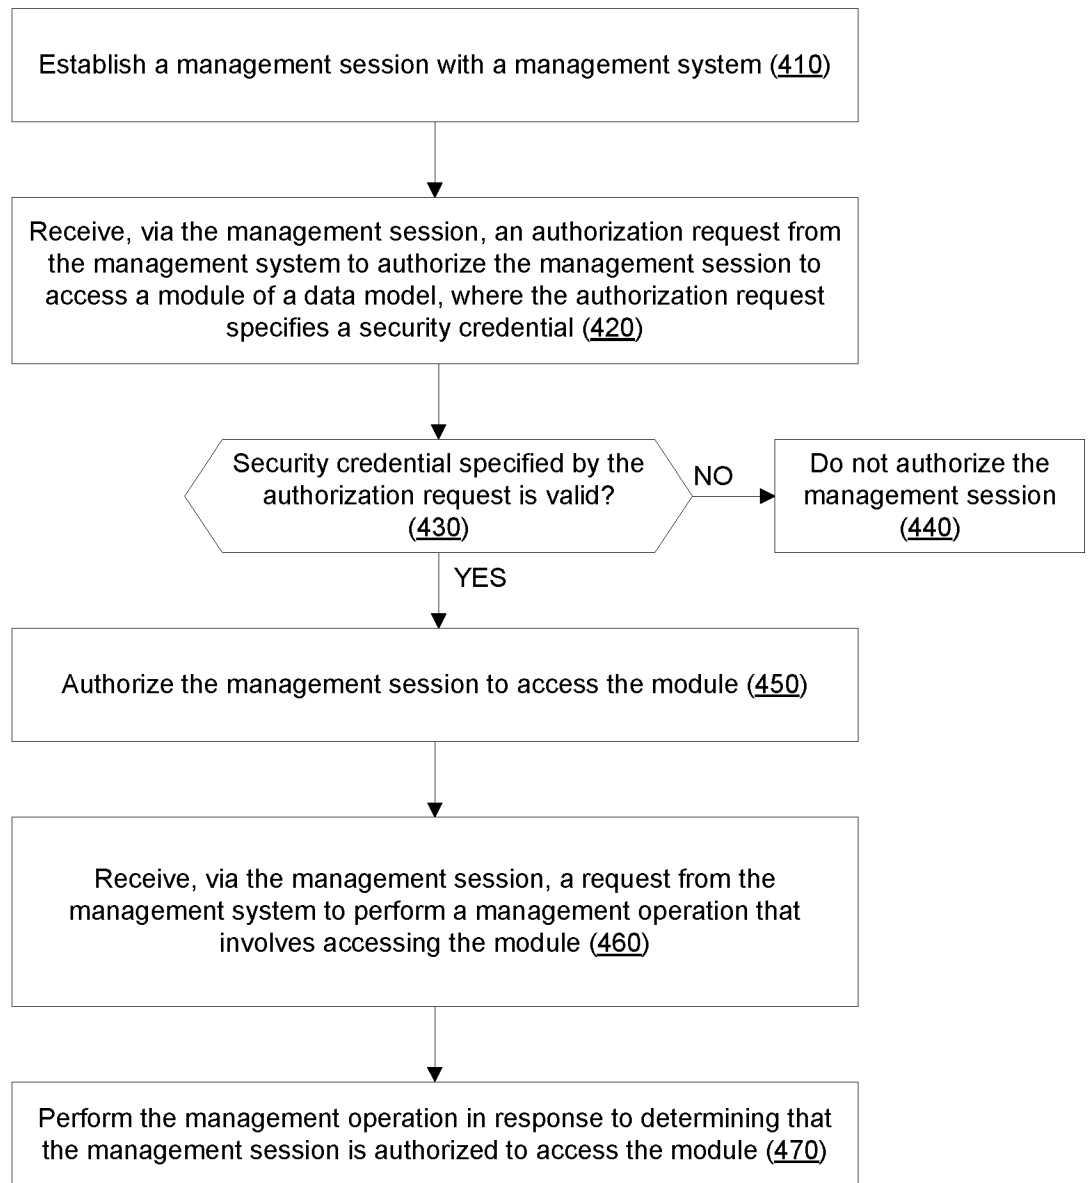 Establish a management session with a management system (410)
Receive, via the management session, an authorization request from
the management system to authorize the management session to
access a module of a data model, where the authorization request
specifies a security credential (420)
Security credential specified by the
authorization request is valid?
(430)
NO
Do not authorize the
management session
(440)
YES
Authorize the management session to access the module (450)
Receive, via the management session, a request from the
management system to perform a management operation that
involves accessing the module (460)
Perform the management operation in response to determining that
the management session is authorized to access the module (470)